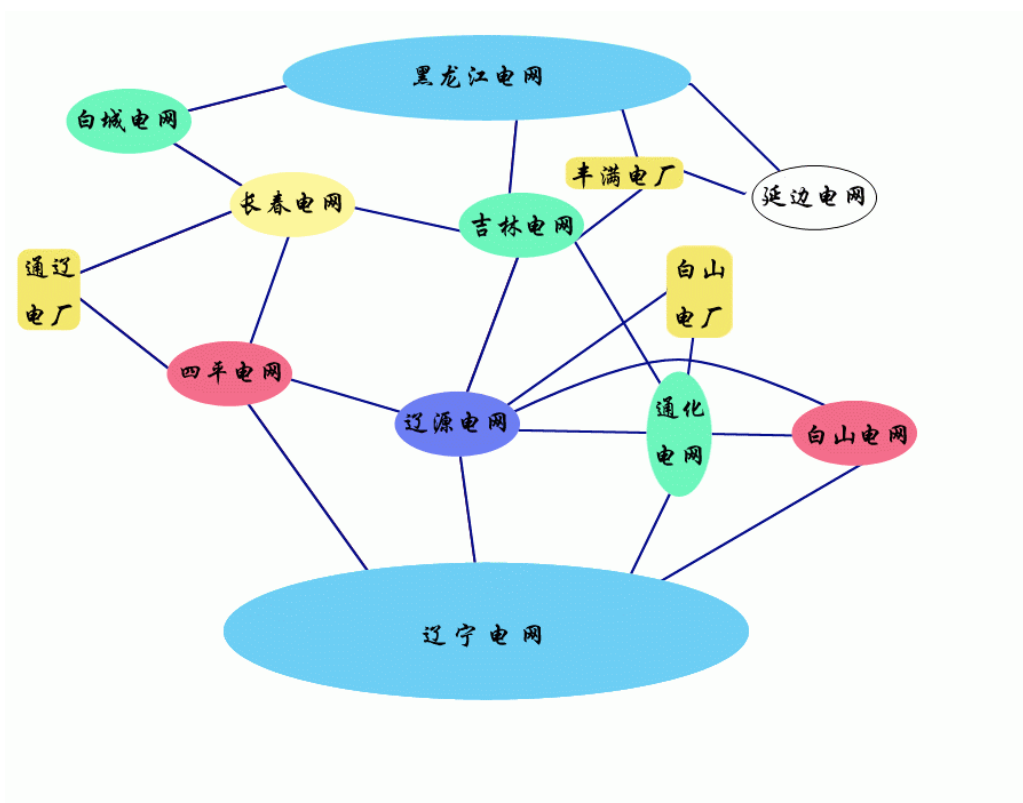 黑龙江电网
白城电网
丰满电厂
延边电网
长春电网
吉林电网
通辽
电厂
白山
电厂
四平电网
辽源电网
通化
电网
白山电网
辽宁电网